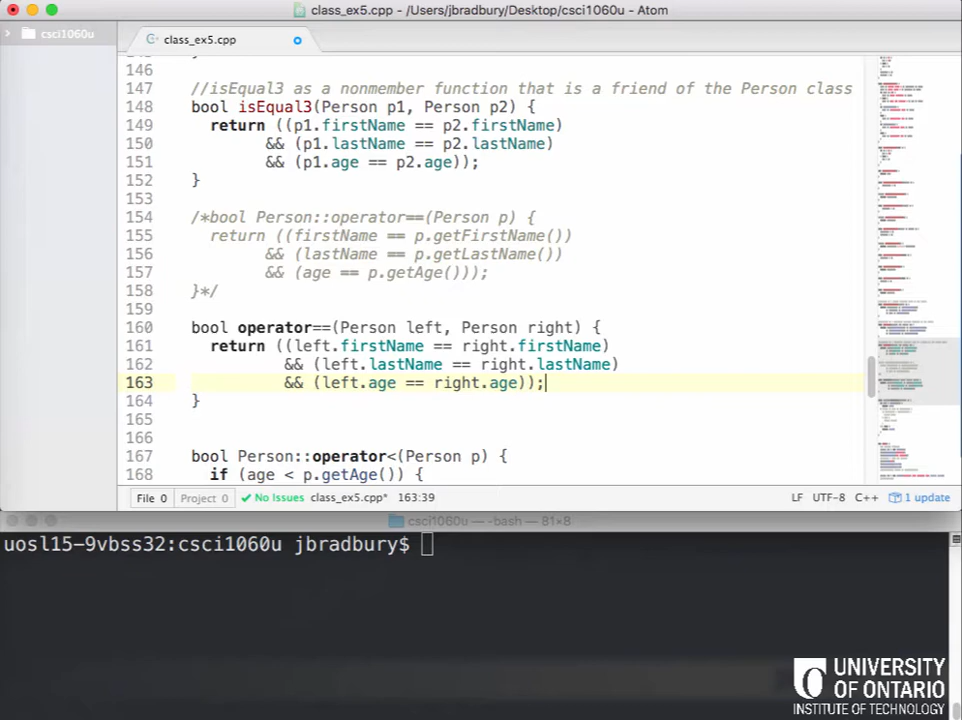 class_ex5.cpp - /Users/jbradbury/Desktop/csci1060u - Atom
csci1060u
class_ex5.cpp
146
147 //isEqual3 as a nonmember function that is a friend of the Person class
148 bool isEqual3(Person p1, Person p2) {
149 return ((p1.firstName == p2.firstName)
150 && (p1.lastName == p2.lastName)
151 && (p1.age == p2.age));
152 }
153
154 /*bool Person::operator==(Person p) {
155 return ((firstName == p.getFirstName())
156 && (lastName == p.getLastName())
157 && (age == p.getAge()));
158 }*/
159
160 bool operator==(Person left, Person right) {
161 return ((left.firstName == right.firstName)
162 && (left.lastName == right.lastName)
163 && (left.age == right.age));
164 }
165
166
167 bool Person::operator<(Person p) {
168 if (age < p.getAge()) {
File 0 Project 0 No Issues class_ex5.cpp* 163:39 LF UTF-8 C++ 1 update
csci1060u — -bash — 81×8
uosl15-9vbss32:csci1060u jbradbury$
UNIVERSITY
OF ONTARIO
INSTITUTE OF TECHNOLOGY